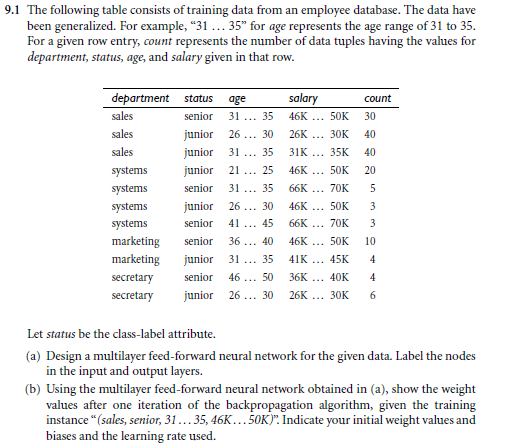 9.1 The following table consists of training data from an employee database. The data have
been generalized. For example, “31 ... 35” for age represents the age range of 31 to 35.
For a given row entry, count represents the number of data tuples having the values for
department, status, age, and salary given in that row.
department status age salary count
sales senior 31 ... 35 46K ... 50K 30
sales junior 26 ... 30 26K ... 30K 40
sales junior 31 ... 35 31K ... 35K 40
systems junior 21 ... 25 46K ... 50K 20
systems senior 31 ... 35 66K ... 70K 5
systems junior 26 ... 30 46K ... 50K 3
systems senior 41 ... 45 66K ... 70K 3
marketing senior 36 ... 40 46K ... 50K 10
marketing junior 31 ... 35 41K ... 45K 4
secretary senior 46 ... 50 36K ... 40K 4
secretary junior 26 ... 30 26K ... 30K 6
Let status be the class-label attribute.
(a) Design a multilayer feed-forward neural network for the given data. Label the nodes
in the input and output layers.
(b) Using the multilayer feed-forward neural network obtained in (a), show the weight
values after one iteration of the backpropagation algorithm, given the training
instance “(sales, senior, 31...35, 46K...50K)”. Indicate your initial weight values and
biases and the learning rate used.